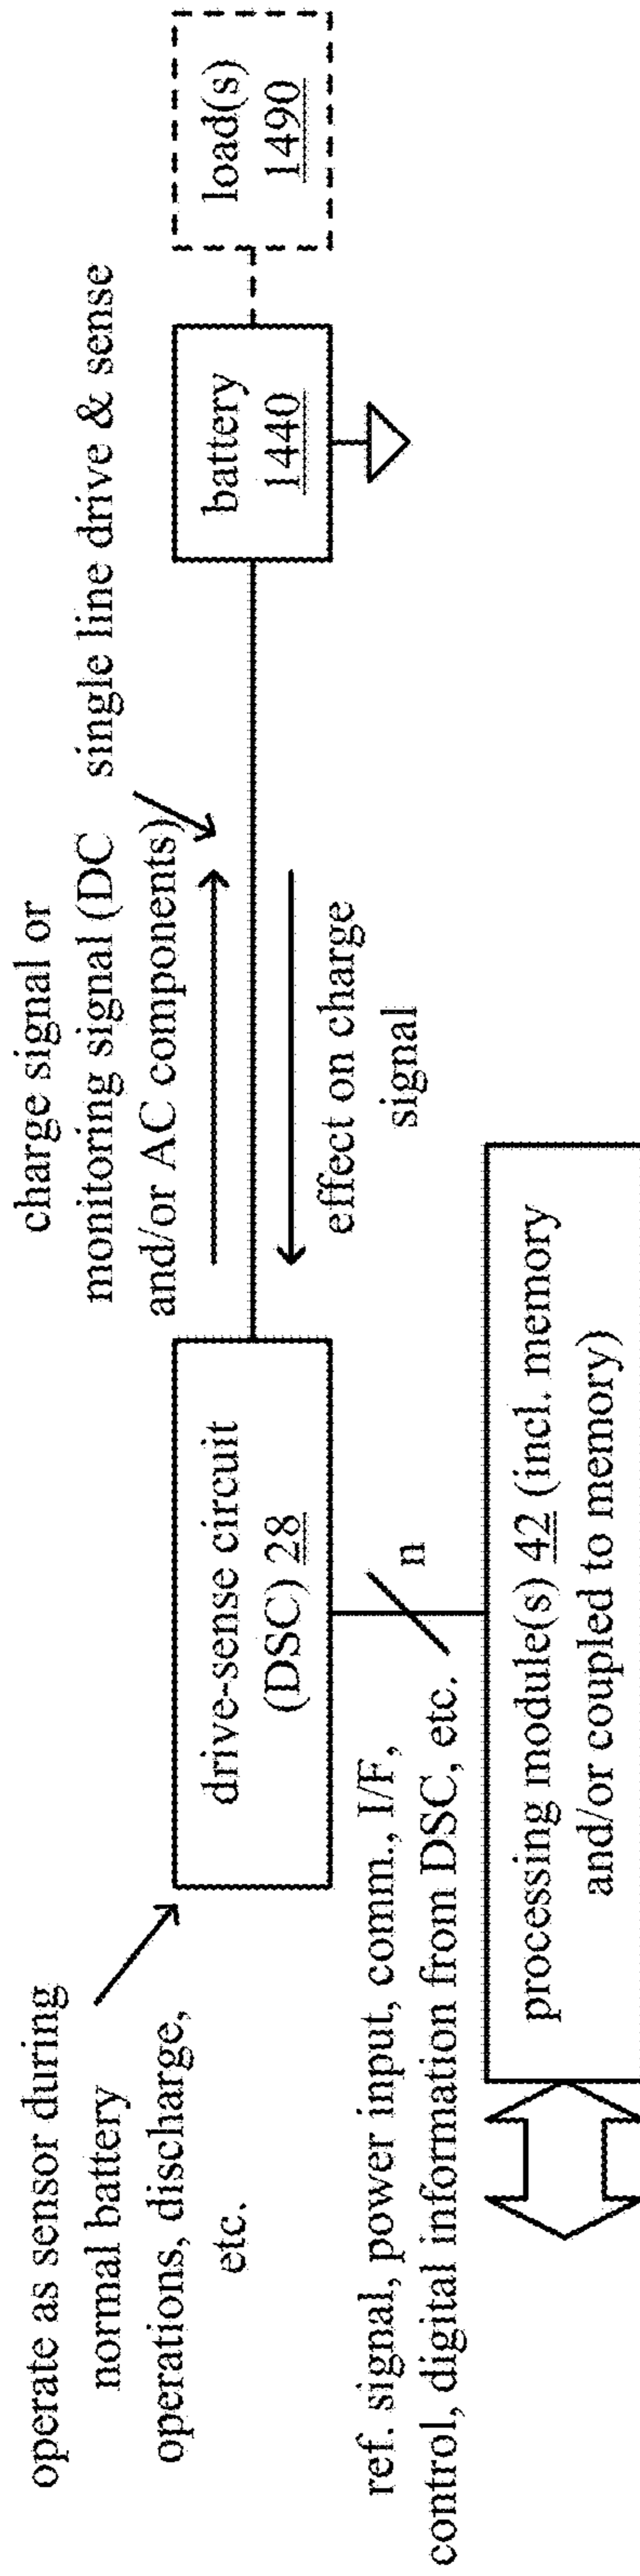 operate as sensor during
normal battery
operations, discharge,
etc.
charge signal or
monitoring signal (DC
and/or AC components)
single line drive & sense
drive-sense circuit
(DSC) 28
effect on charge
signal
battery
1440
load(s)
1490
ref. signal, power input, comm., I/F,
control, digital information from DSC, etc.
n
processing module(s) 42 (incl. memory
and/or coupled to memory)